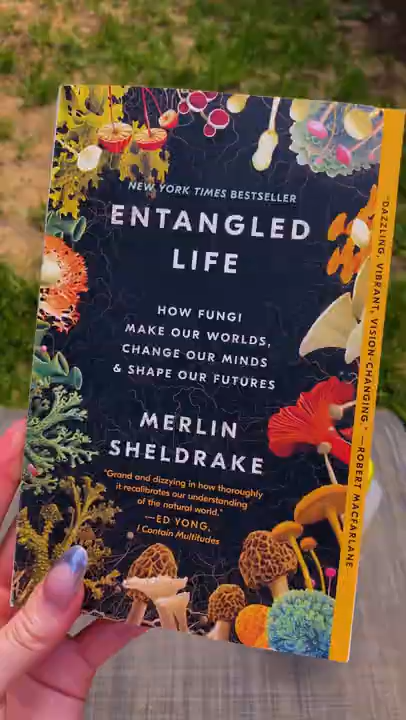 NEW YORK TIMES BESTSELLER
ENTANGLED
LIFE
HOW FUNGI
MAKE OUR WORLDS,
CHANGE OUR MINDS
& SHAPE OUR FUTURES
MERLIN
SHELDRAKE
"Grand and dizzying in how thoroughly
it recalibrates our understanding
of the natural world."
—ED YONG,
I Contain Multitudes
"DAZZLING, VIBRANT, VISION-CHANGING." —ROBERT MACFARLANE